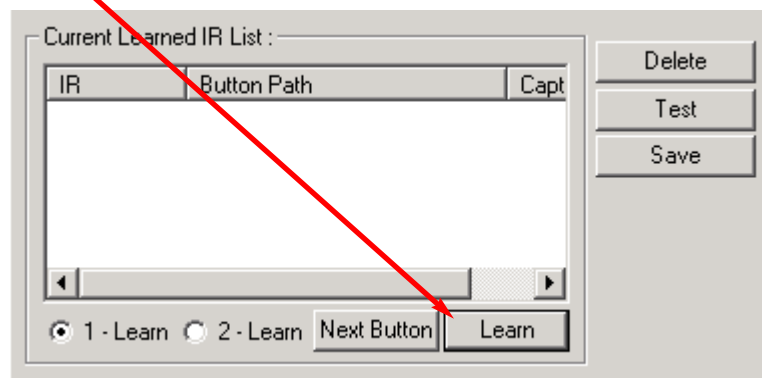 Current Learned IR List :
IR Button Path Capt
1 - Learn 2 - Learn Next Button Learn
Delete
Test
Save